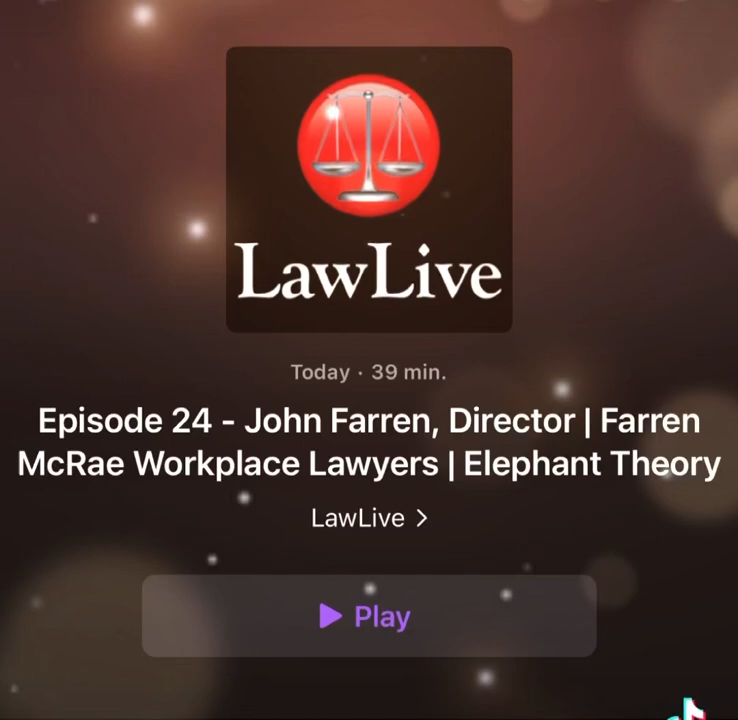 LawLive
Today · 39 min.
Episode 24 - John Farren, Director | Farren
McRae Workplace Lawyers | Elephant Theory
LawLive >
Play